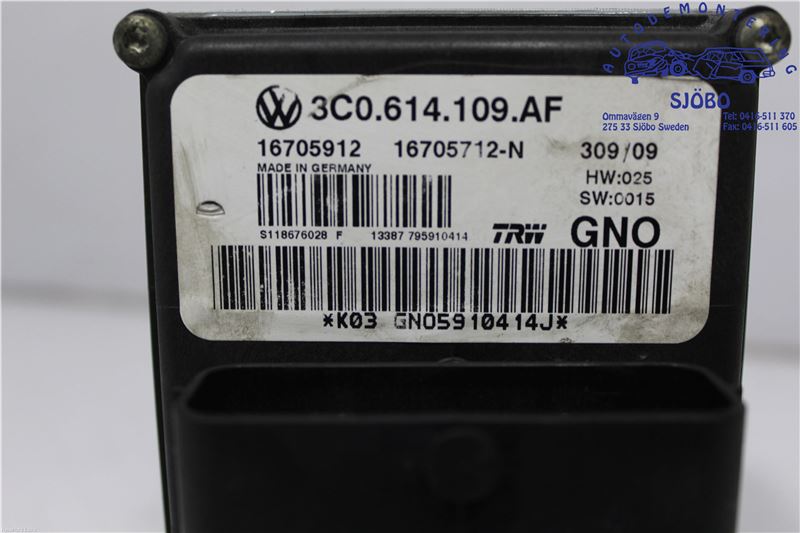 AUTODEMONTERING
SJÖBO
Ommavägen 9
275 33 Sjöbo Sweden
Tel: 0416-511 370
Fax: 0416-511 605
3C0.614.109.AF
16705912 16705712-N 309/09
MADE IN GERMANY
HW:025
SW:0015
S118676028 F 13387 795910414
TRW GNO
*K03 GNO5910414J*